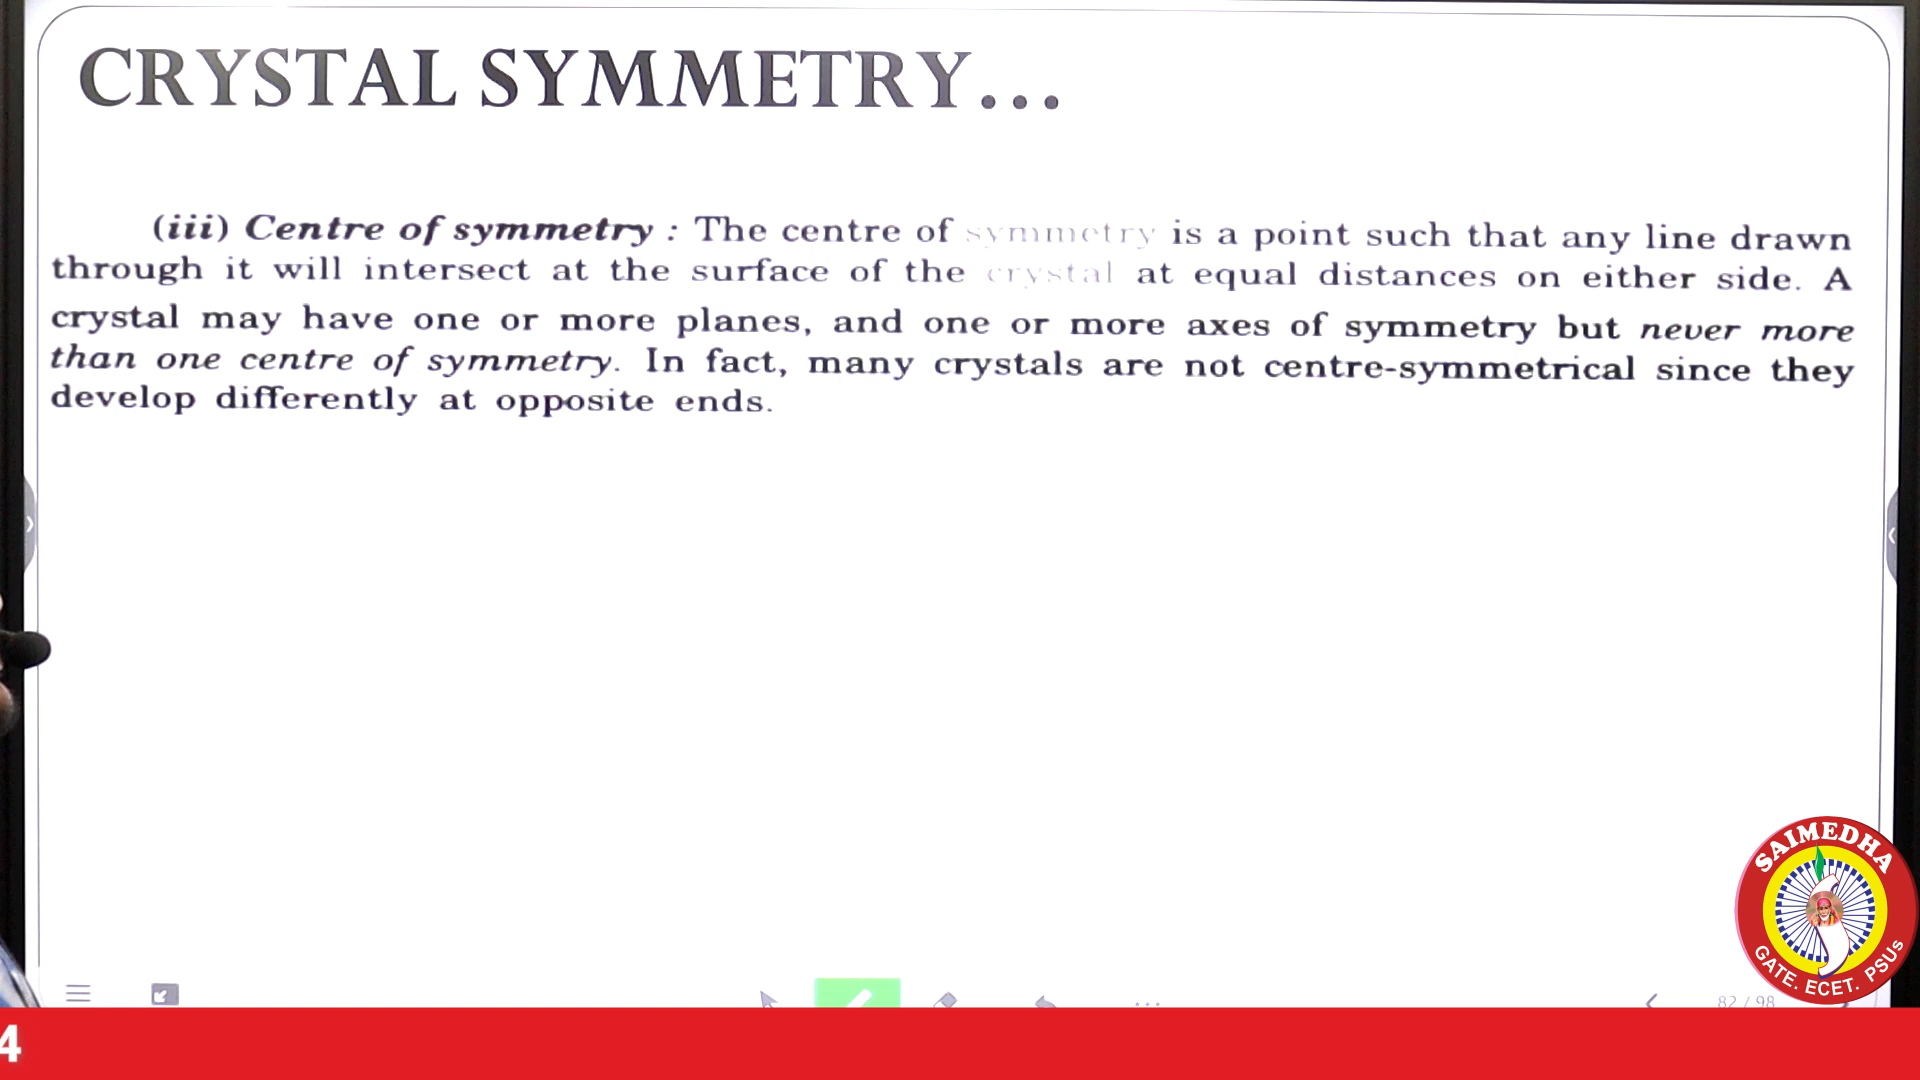 CRYSTAL SYMMETRY...
(iii) Centre of symmetry : The centre of symmetry is a point such that any line drawn
through it will intersect at the surface of the crystal at equal distances on either side. A
crystal may have one or more planes, and one or more axes of symmetry but never more
than one centre of symmetry. In fact, many crystals are not centre-symmetrical since they
develop differently at opposite ends.
SAIMEDHA
GATE. ECET. PSUs
82 / 98
4